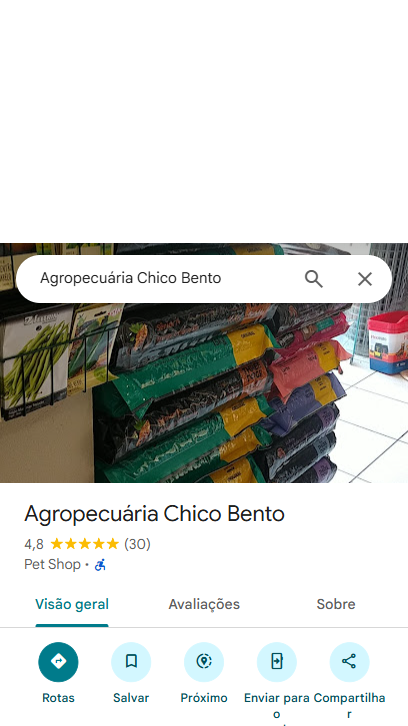 Agropecuária Chico Bento
Agropecuária Chico Bento
4,8 (30)
Pet Shop ·
Visão geral Avaliações Sobre
Rotas Salvar Próximo Enviar para o Compartilhar